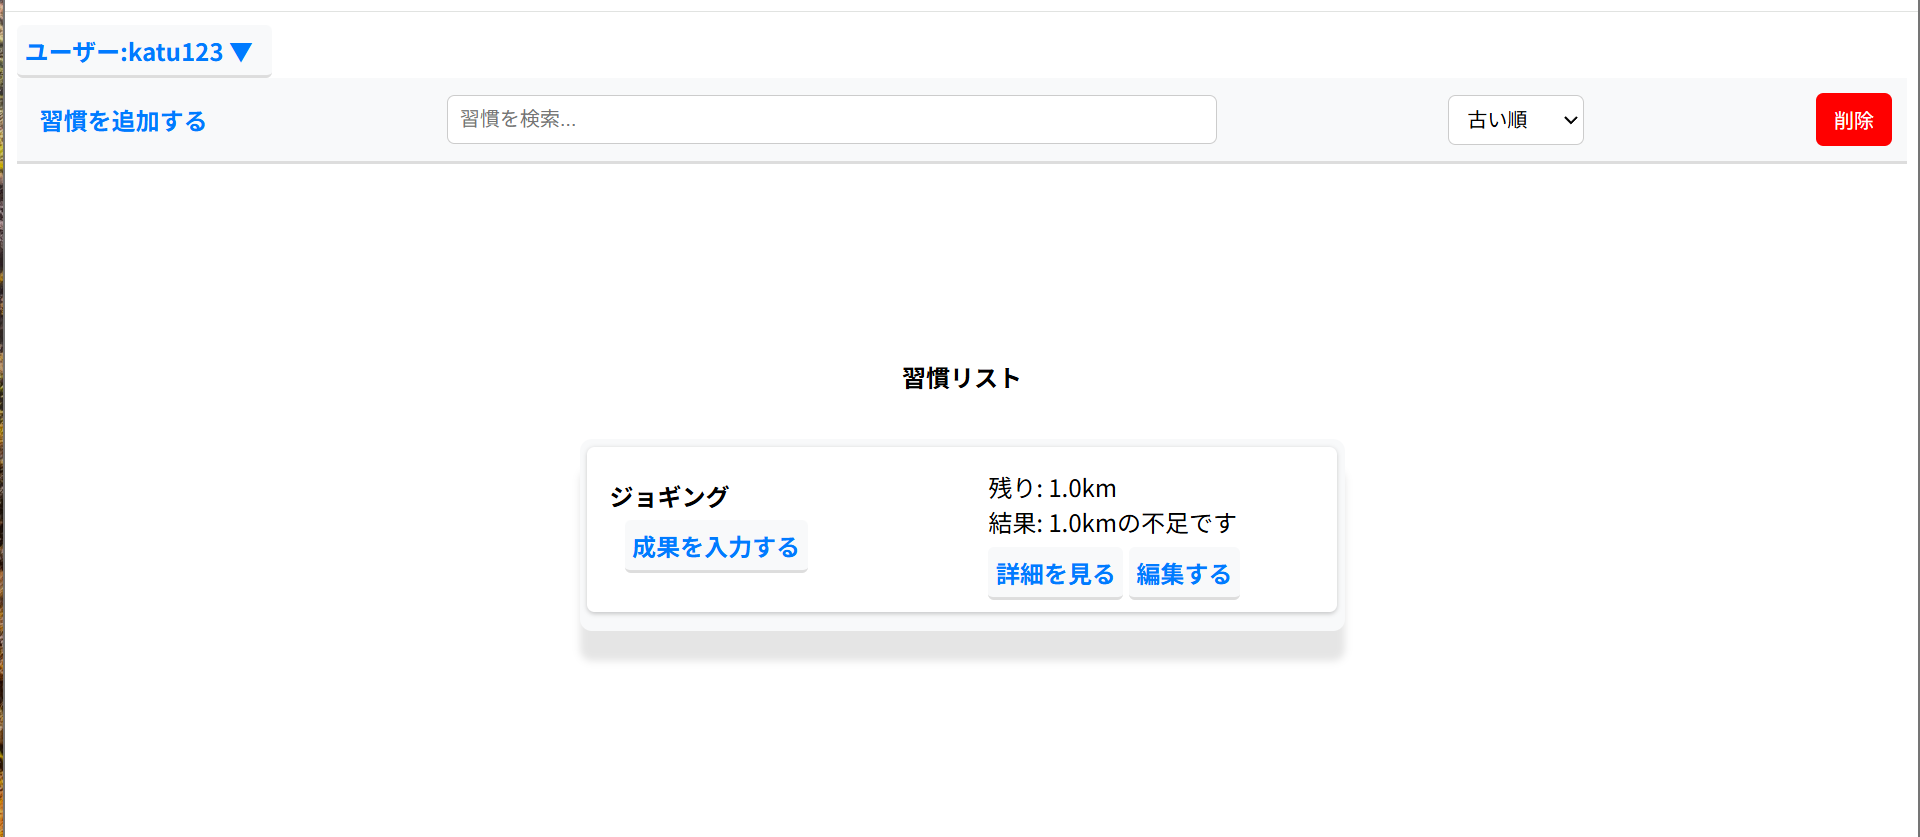 ユーザー:katu123 ▼
習慣を追加する
習慣を検索...
古い順
削除
習慣リスト
ジョギング
成果を入力する
残り: 1.0km
結果: 1.0kmの不足です
詳細を見る 編集する